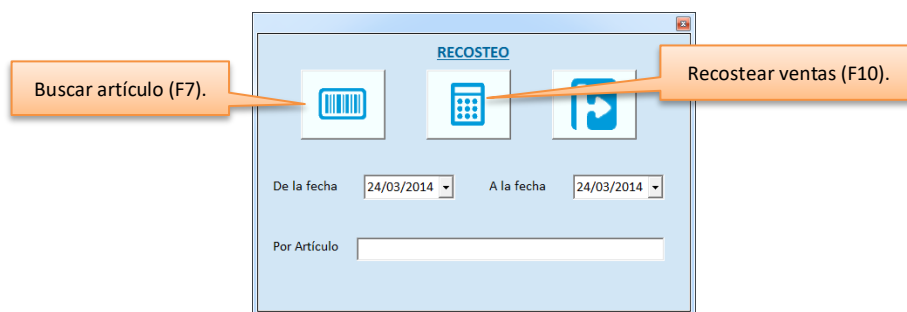 RECOSTEO
Buscar artículo (F7).
Recostear ventas (F10).
De la fecha 24/03/2014 A la fecha 24/03/2014
Por Artículo